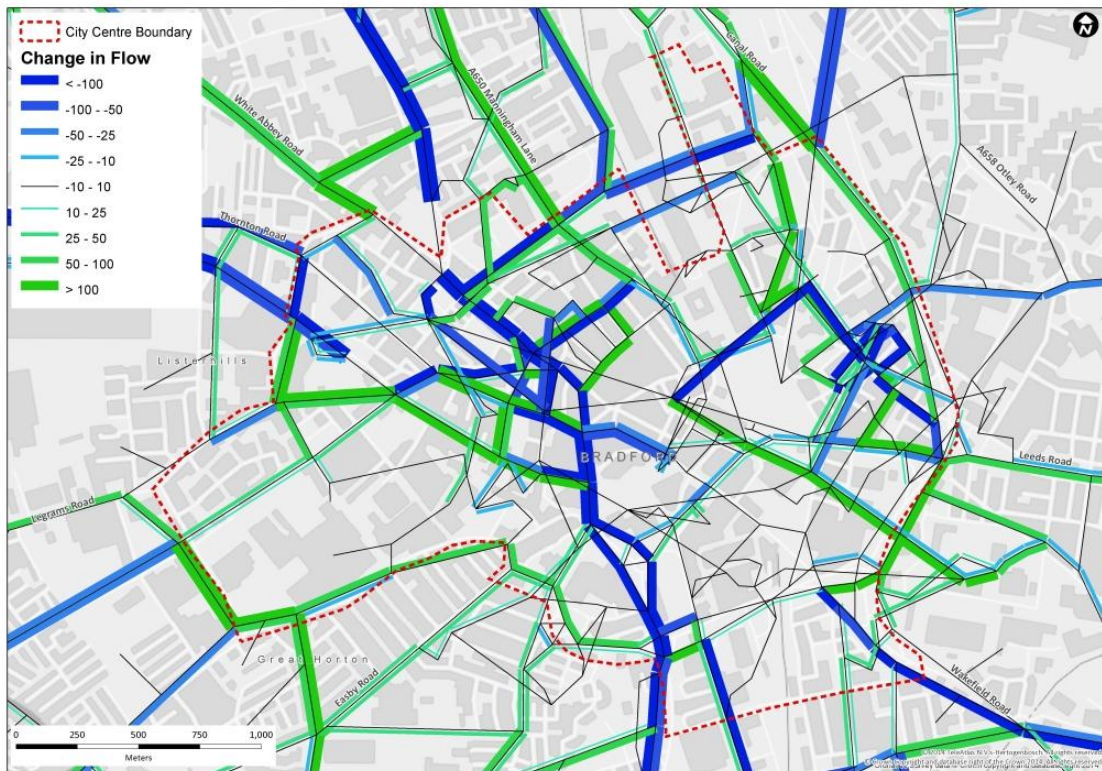 City Centre Boundary
Change in Flow
< -100
-100 - -50
-50 - -25
-25 - -10
-10 - 10
10 - 25
25 - 50
50 - 100
> 100
N
Canal Road
A650 Manningham Lane
White Abbey Road
A658 Otley Road
Thornton Road
Listerhills
BRADFORD
Leeds Road
Legrams Road
Great Horton
Easby Road
Wakefield Road
0 250 500 750 1,000
Meters